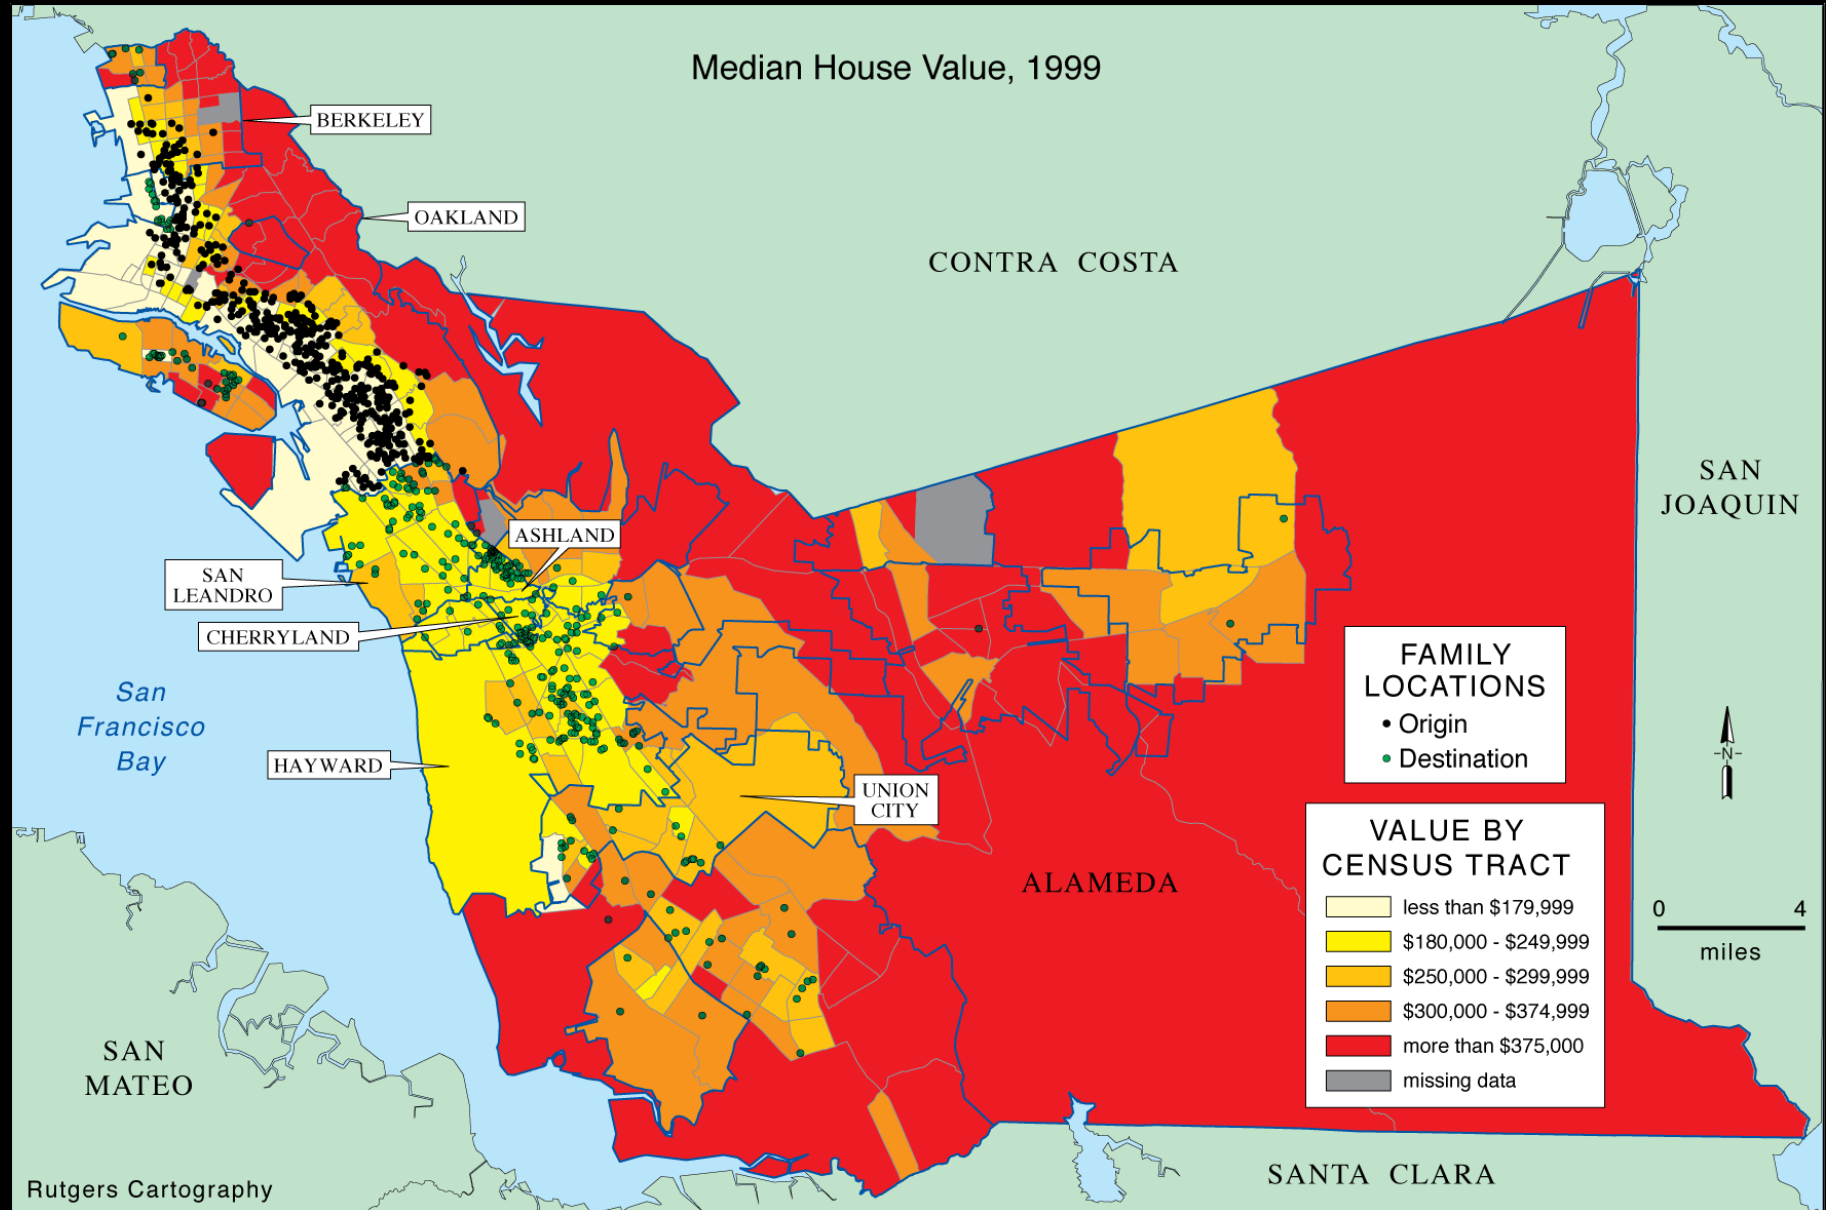 Median House Value, 1999
BERKELEY
OAKLAND
CONTRA COSTA
SAN
JOAQUIN
ASHLAND
SAN
LEANDRO
CHERRYLAND
San
Francisco
Bay
HAYWARD
UNION
CITY
ALAMEDA
SAN
MATEO
SANTA CLARA
FAMILY
LOCATIONS
Origin
Destination
N
VALUE BY
CENSUS TRACT
less than $179,999
$180,000 - $249,999
$250,000 - $299,999
$300,000 - $374,999
more than $375,000
missing data
0 4
miles
Rutgers Cartography